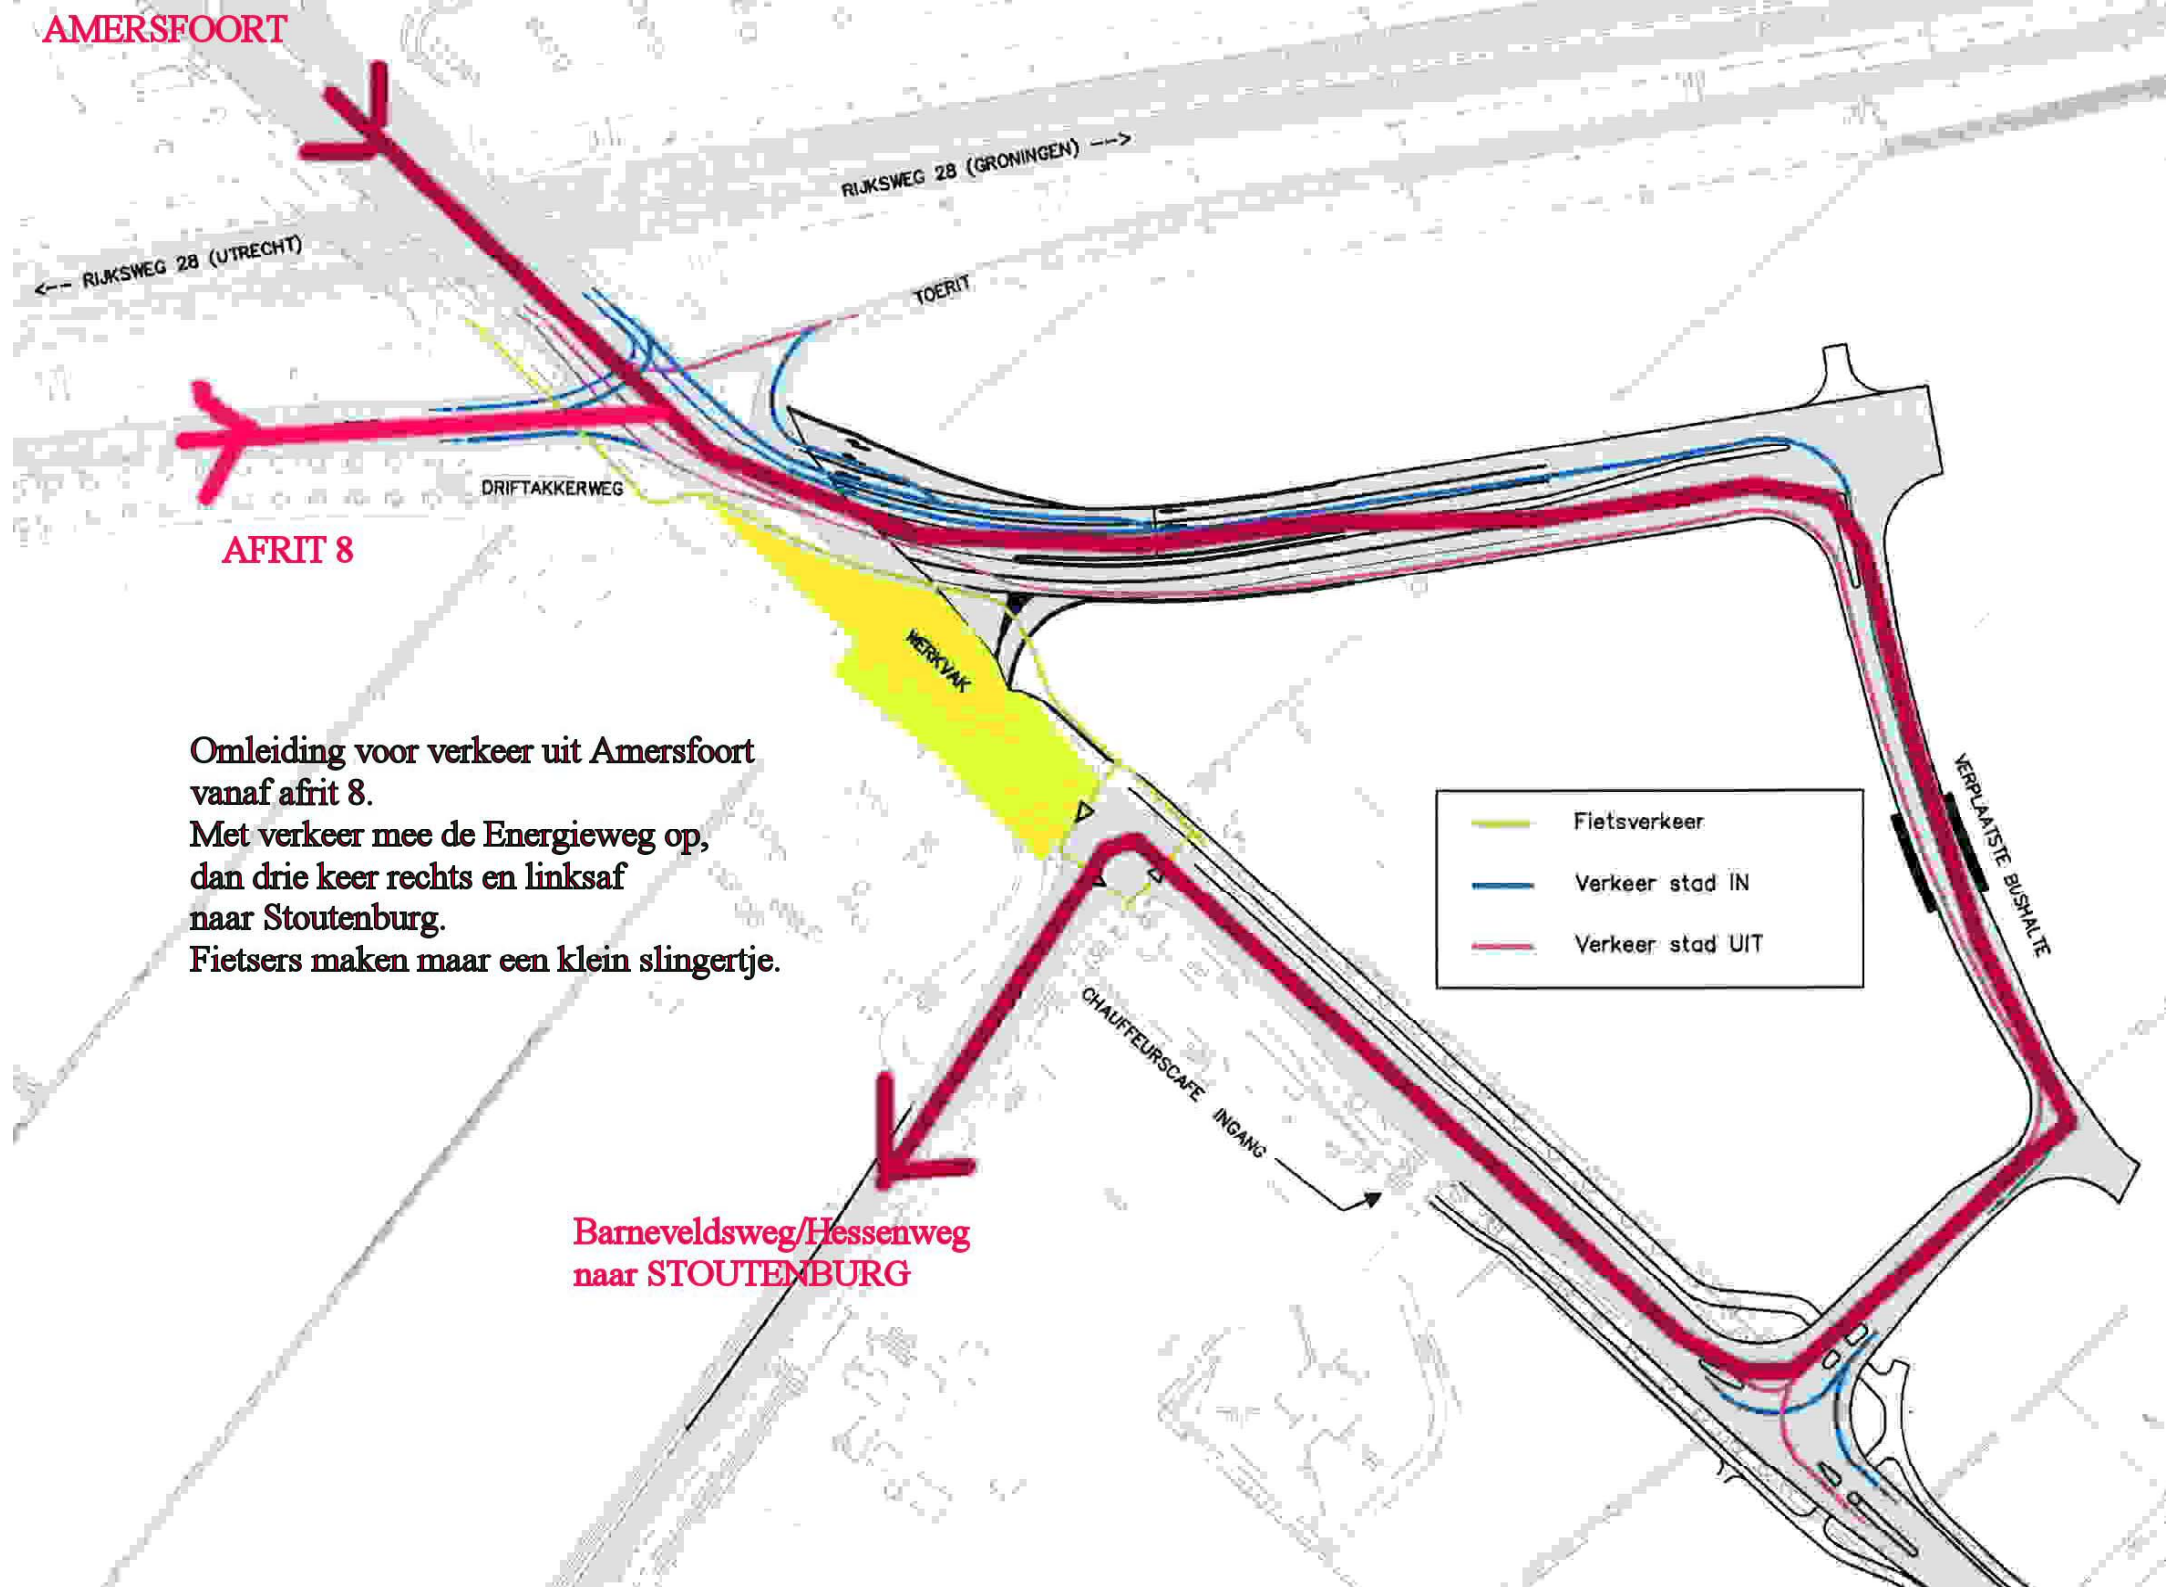 AMERSFOORT
RIJKSWEG 28 (GRONINGEN) -->
<-- RIJKSWEG 28 (UTRECHT)
TOERIT
DRIFTAKKERWEG
AFRIT 8
WERKVAK
Omleiding voor verkeer uit Amersfoort
vanaf afrit 8.
Met verkeer mee de Energieweg op,
dan drie keer rechts en linksaf
naar Stoutenburg.
Fietsers maken maar een klein slingertje.
Fietsverkeer
Verkeer stad IN
Verkeer stad UIT
VERPLAATSTE BUSHALTE
CHAUFFEURSCAFE INGANG
Barneveldsweg/Hessenweg
naar STOUTENBURG